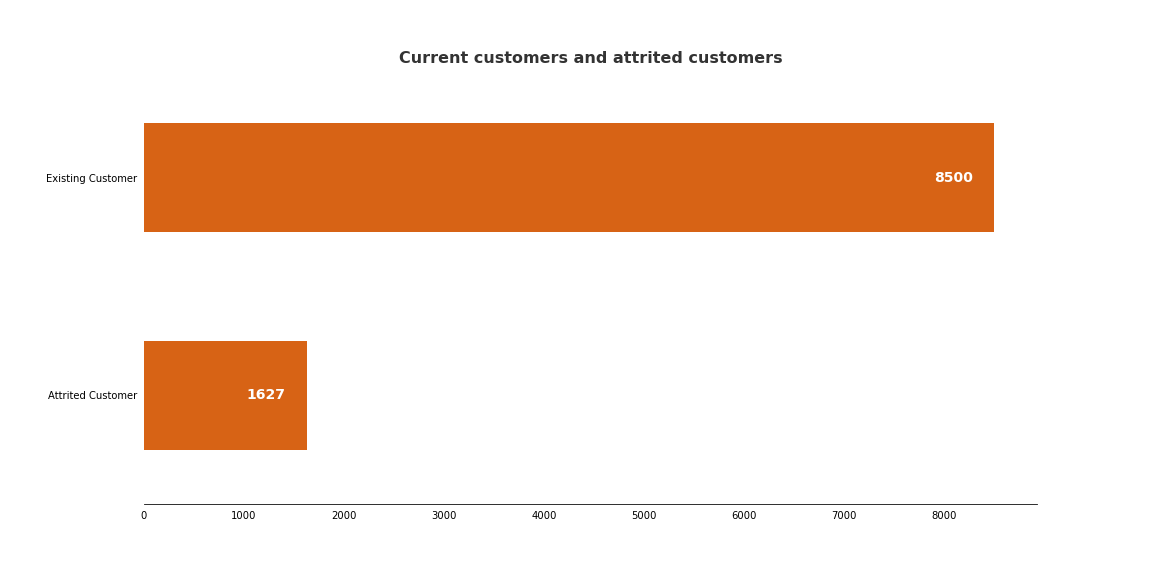 Current customers and attrited customers
Existing Customer
8500
Attrited Customer
1627
0 1000 2000 3000 4000 5000 6000 7000 8000